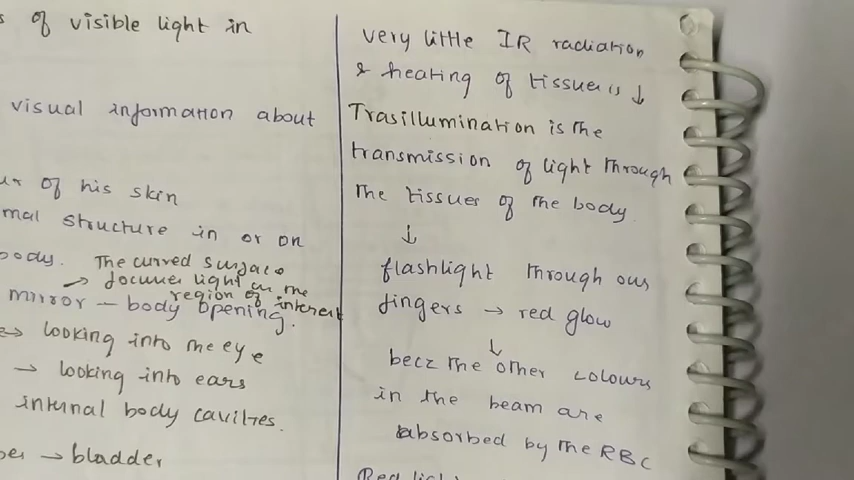 of visible light in
visual information about
of his skin
structure in or on
body. The curved surface
→ focuses light on the
region of interest
mirror – body opening.
→ looking into the eye
→ looking into ears
internal body cavities.
→ bladder
very little IR radiation
& heating of tissue is ↓
Trasillumination is the
transmission of light through
the tissues of the body
↓
flashlight through our
fingers → red glow
↓
becz the other colours
in the beam are
absorbed by the RBC
Red light